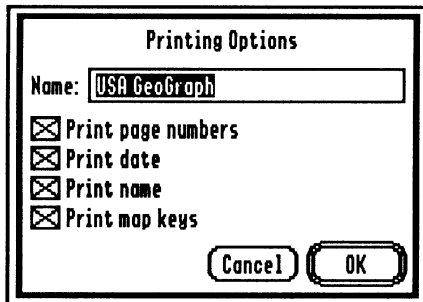 Printing Options
Name: USA GeoGraph
Print page numbers
Print date
Print name
Print map keys
Cancel OK